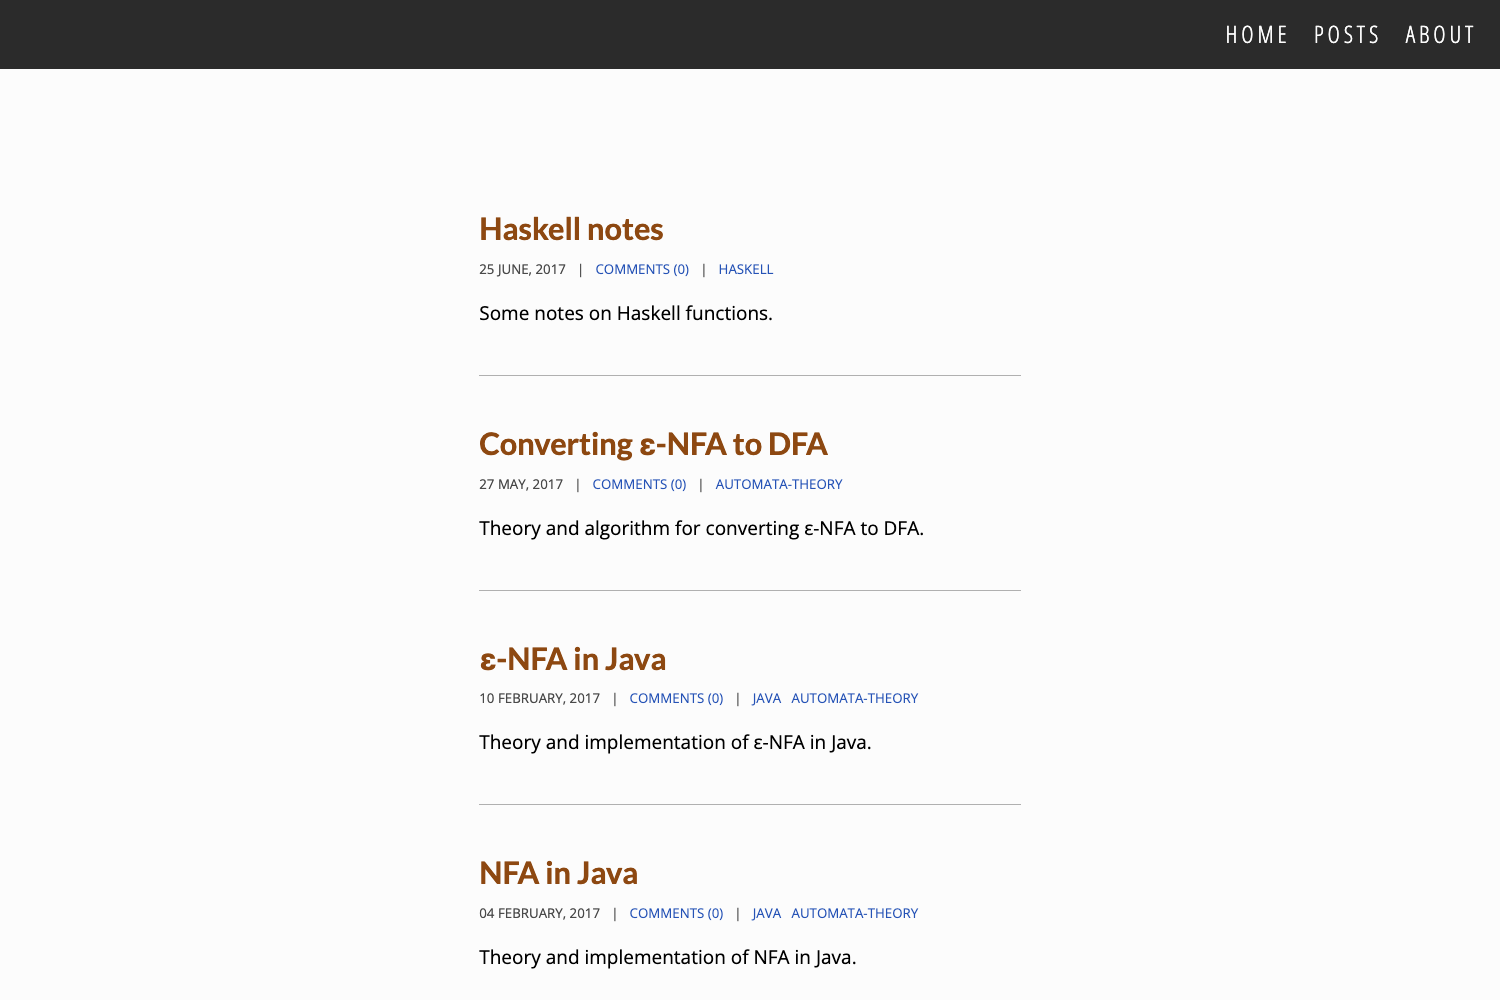 HOME POSTS ABOUT
Haskell notes
25 JUNE, 2017 | COMMENTS (0) | HASKELL
Some notes on Haskell functions.
Converting ε-NFA to DFA
27 MAY, 2017 | COMMENTS (0) | AUTOMATA-THEORY
Theory and algorithm for converting ε-NFA to DFA.
ε-NFA in Java
10 FEBRUARY, 2017 | COMMENTS (0) | JAVA AUTOMATA-THEORY
Theory and implementation of ε-NFA in Java.
NFA in Java
04 FEBRUARY, 2017 | COMMENTS (0) | JAVA AUTOMATA-THEORY
Theory and implementation of NFA in Java.